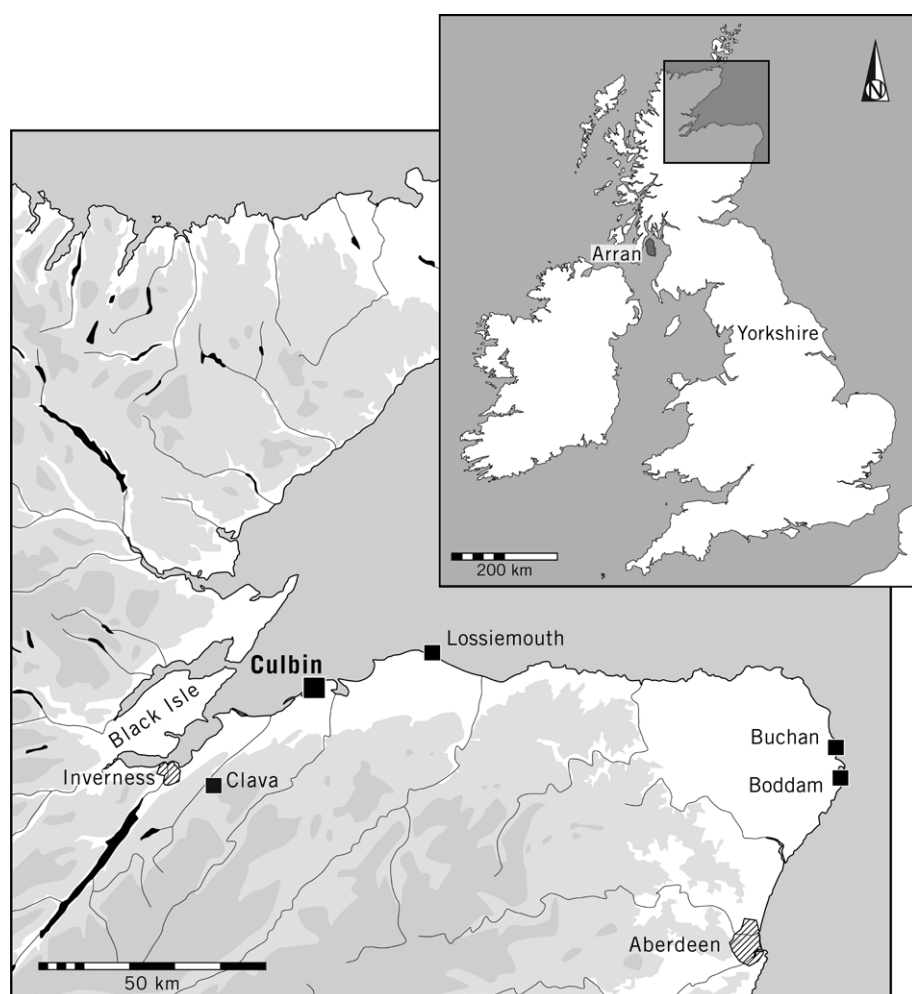 N
Arran
Yorkshire
200 km
Lossiemouth
Culbin
Black Isle
Buchan
Inverness
Clava
Boddam
Aberdeen
50 km